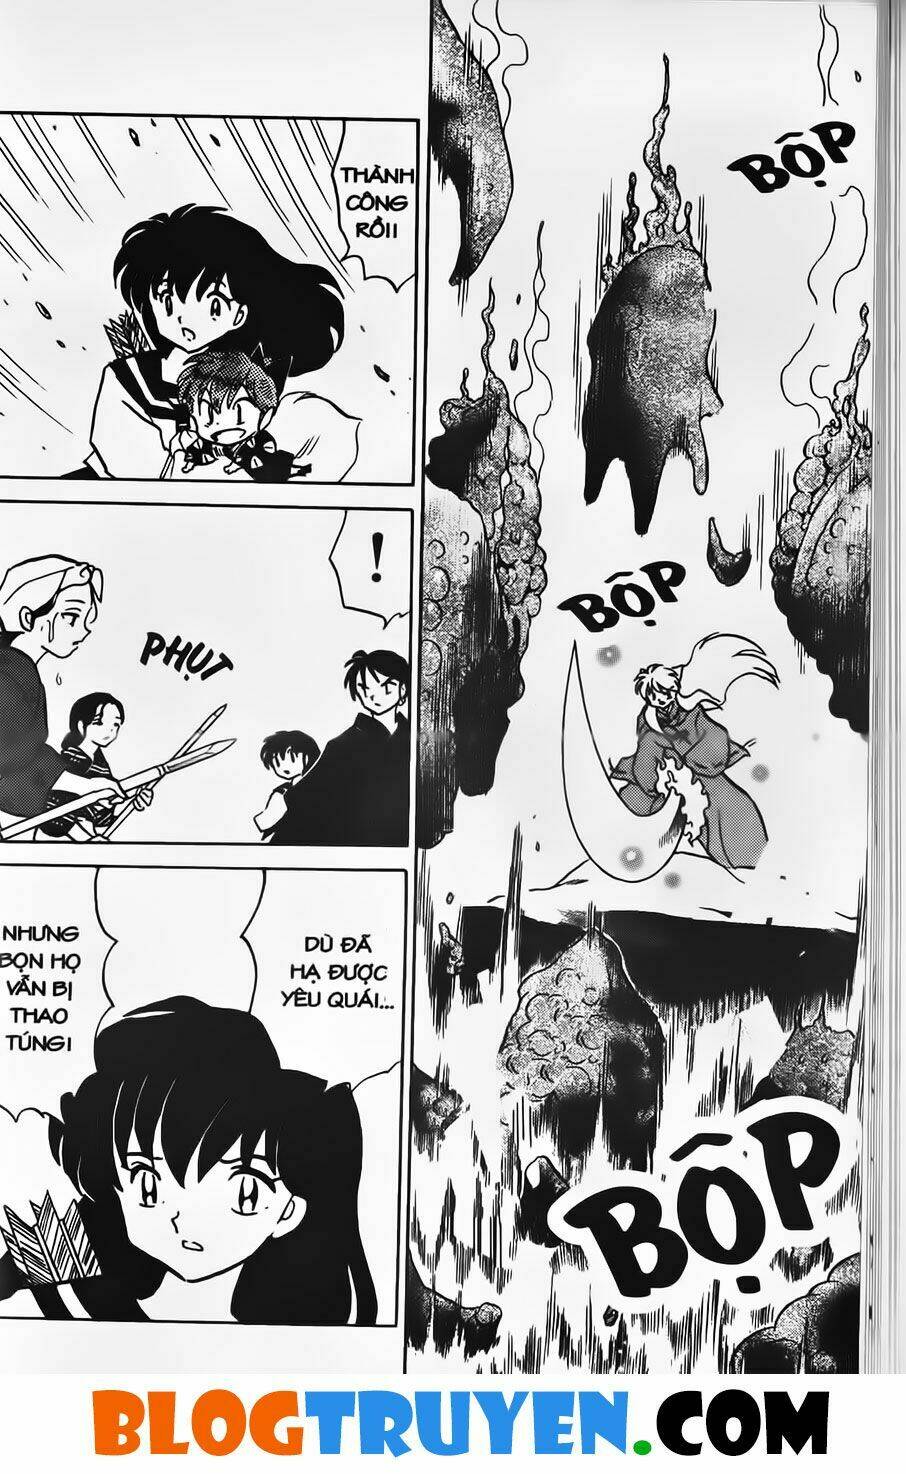 BỘP
BỘP
BỘP
THÀNH
CÔNG
RỒI!
!
PHỤT
DÙ ĐÃ
HẠ ĐƯỢC
YÊU QUÁI...
NHƯNG
BỌN HỌ
VẪN BỊ
THAO
TÚNG!
BLOGTRUYEN.COM